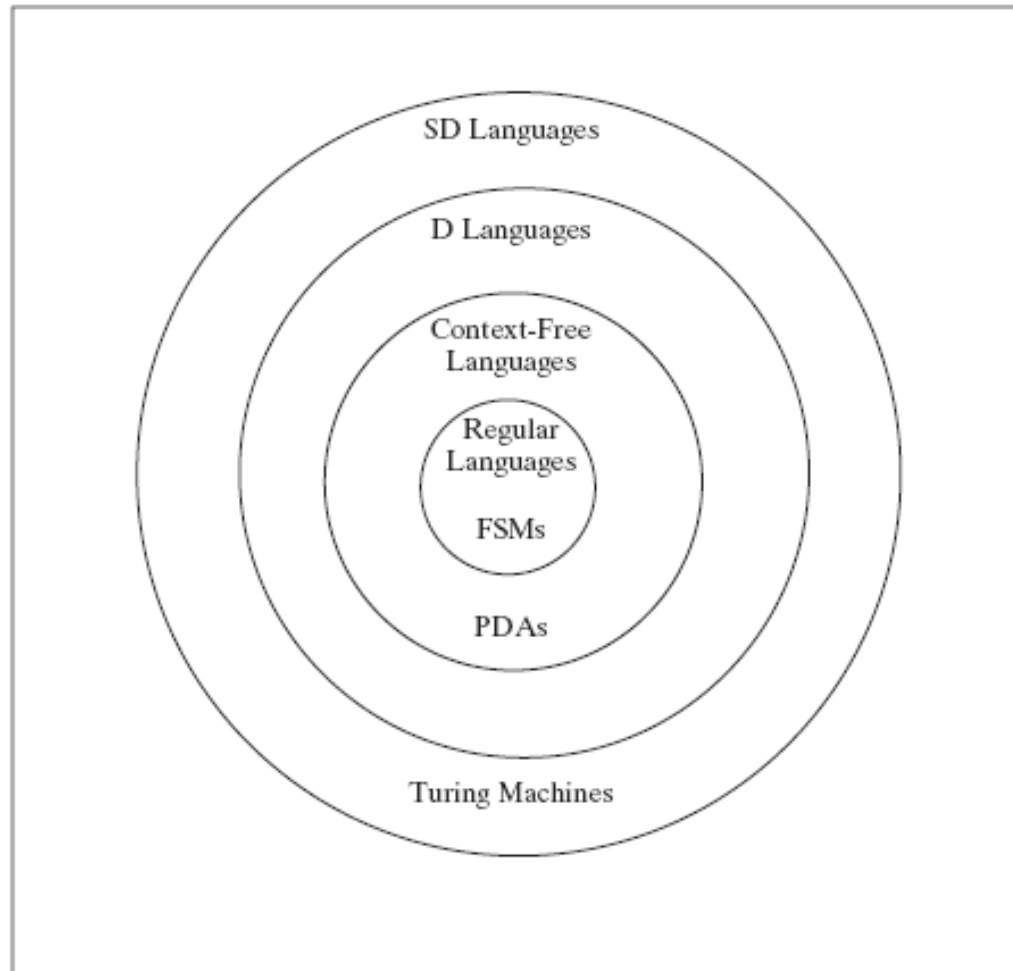 SD Languages
D Languages
Context-Free
Languages
Regular
Languages
FSMs
PDAs
Turing Machines